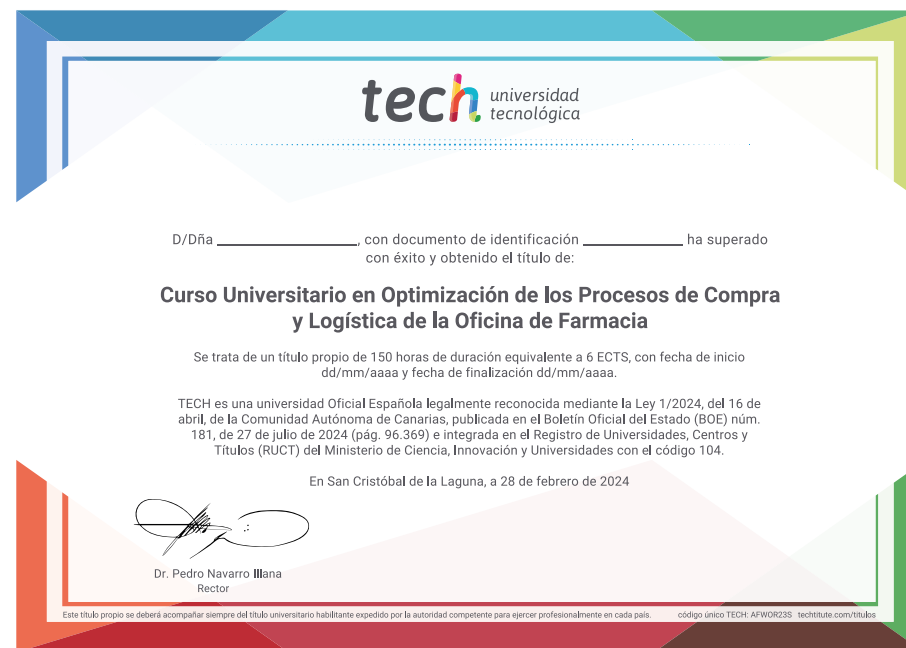 tech universidad
tecnológica
D/Dña ____________________, con documento de identificación ______________ ha superado
con éxito y obtenido el título de:
Curso Universitario en Optimización de los Procesos de Compra
y Logística de la Oficina de Farmacia
Se trata de un título propio de 150 horas de duración equivalente a 6 ECTS, con fecha de inicio
dd/mm/aaaa y fecha de finalización dd/mm/aaaa.
TECH es una universidad Oficial Española legalmente reconocida mediante la Ley 1/2024, del 16 de
abril, de la Comunidad Autónoma de Canarias, publicada en el Boletín Oficial del Estado (BOE) núm.
181, de 27 de julio de 2024 (pág. 96.369) e integrada en el Registro de Universidades, Centros y
Títulos (RUCT) del Ministerio de Ciencia, Innovación y Universidades con el código 104.
En San Cristóbal de la Laguna, a 28 de febrero de 2024
Dr. Pedro Navarro Illana
Rector
Este título propio se deberá acompañar siempre del título universitario habilitante expedido por la autoridad competente para ejercer profesionalmente en cada país. código único TECH: AFWOR23S techtitute.com/titulos